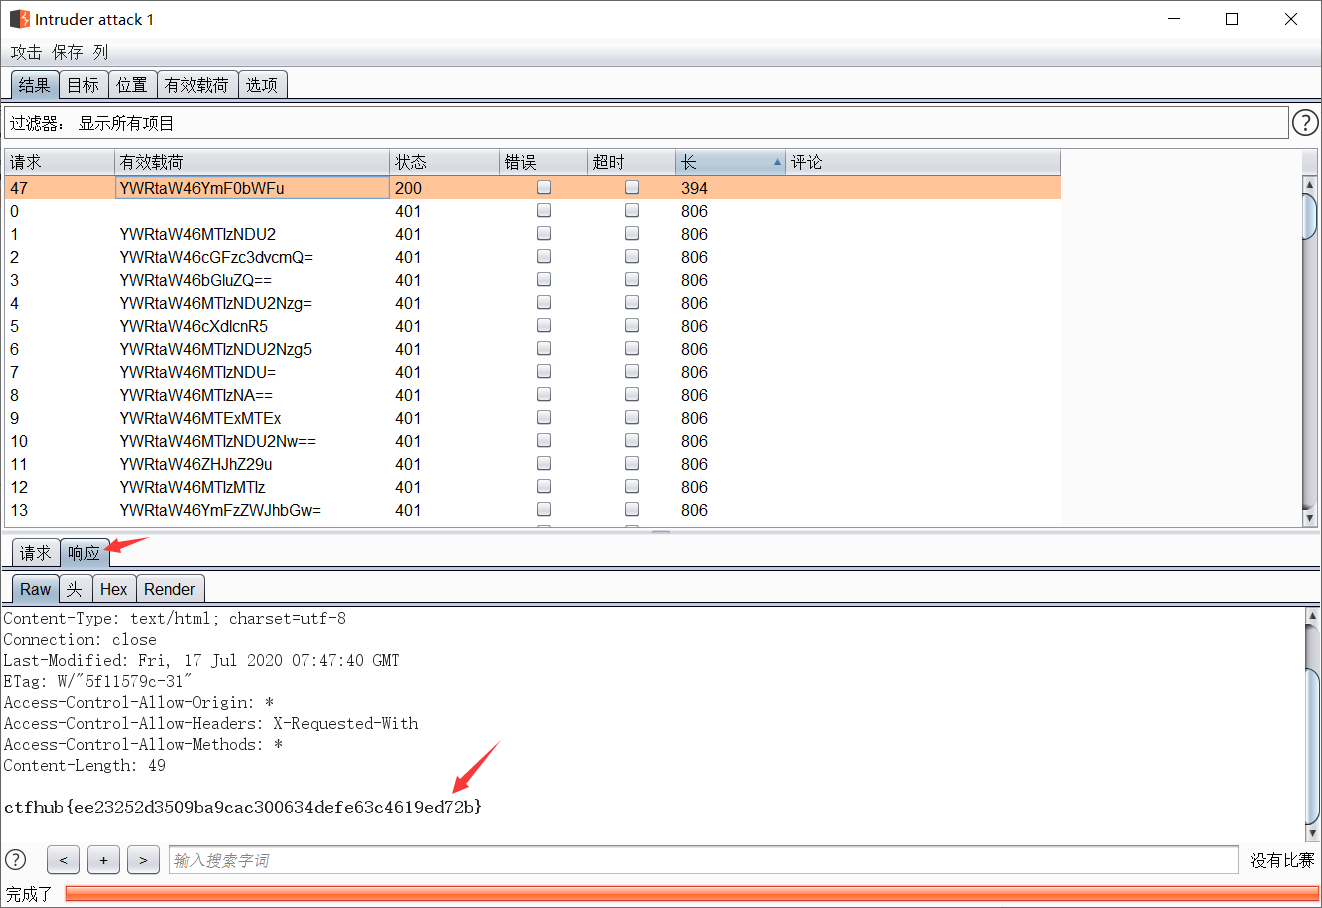 Intruder attack 1
攻击 保存 列
结果 目标 位置 有效载荷 选项
过滤器: 显示所有项目 ?
请求 有效载荷 状态 错误 超时 长 评论
47 YWRtaW46YmF0bWFu 200 394
0 401 806
1 YWRtaW46MTIzNDU2 401 806
2 YWRtaW46cGFzc3dvcmQ= 401 806
3 YWRtaW46bGluZQ== 401 806
4 YWRtaW46MTIzNDU2Nzg= 401 806
5 YWRtaW46cXdlcnR5 401 806
6 YWRtaW46MTIzNDU2Nzg5 401 806
7 YWRtaW46MTIzNDU= 401 806
8 YWRtaW46MTIzNA== 401 806
9 YWRtaW46MTExMTEx 401 806
10 YWRtaW46MTIzNDU2Nw== 401 806
11 YWRtaW46ZHJhZ29u 401 806
12 YWRtaW46MTIzMTIz 401 806
13 YWRtaW46YmFzZWJhbGw= 401 806
请求 响应
Raw 头 Hex Render
Content-Type: text/html; charset=utf-8
Connection: close
Last-Modified: Fri, 17 Jul 2020 07:47:40 GMT
ETag: W/"5f11579c-31"
Access-Control-Allow-Origin: *
Access-Control-Allow-Headers: X-Requested-With
Access-Control-Allow-Methods: *
Content-Length: 49
ctfhub{ee23252d3509ba9cac300634defe63c4619ed72b}
? < + > 输入搜索字词 没有比赛
完成了